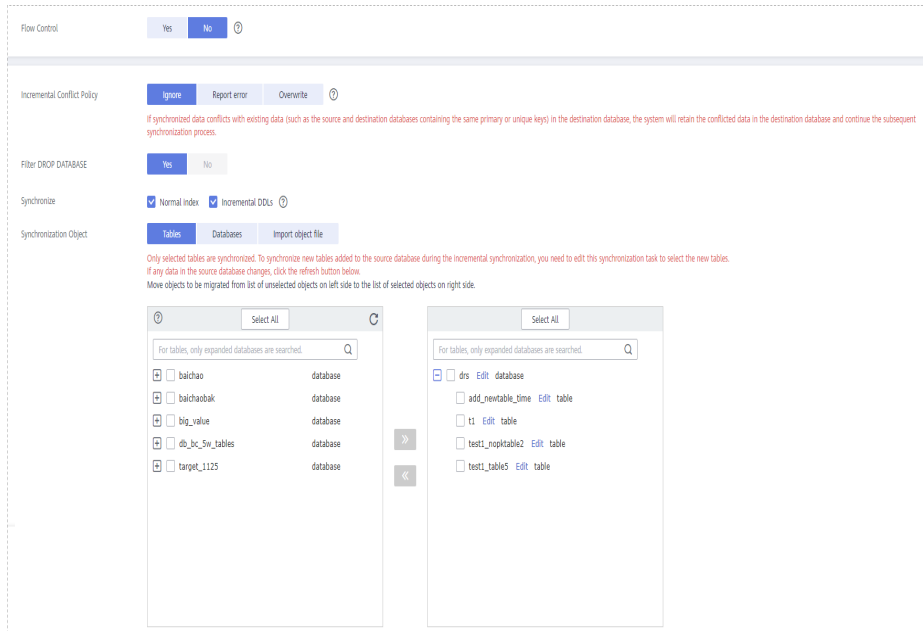 Flow Control Yes No
Incremental Conflict Policy Ignore Report error Overwrite
If synchronized data conflicts with existing data (such as the source and destination databases containing the same primary or unique keys) in the destination database, the system will retain the conflicted data in the destination database and continue the subsequent
synchronization process.
Filter DROP DATABASE Yes No
Synchronize Normal index Incremental DDLs
Synchronization Object Tables Databases Import object file
Only selected tables are synchronized. To synchronize new tables added to the source database during the incremental synchronization, you need to edit this synchronization task to select the new tables.
If any data in the source database changes, click the refresh button below.
Move objects to be migrated from list of unselected objects on left side to the list of selected objects on right side.
Select All
For tables, only expanded databases are searched.
baichao database
baichaobak database
big_value database
db_bc_5w_tables database
target_1125 database
Select All
For tables, only expanded databases are searched.
drs Edit database
add_newtable_time Edit table
t1 Edit table
test1_nopktable2 Edit table
test1_table5 Edit table